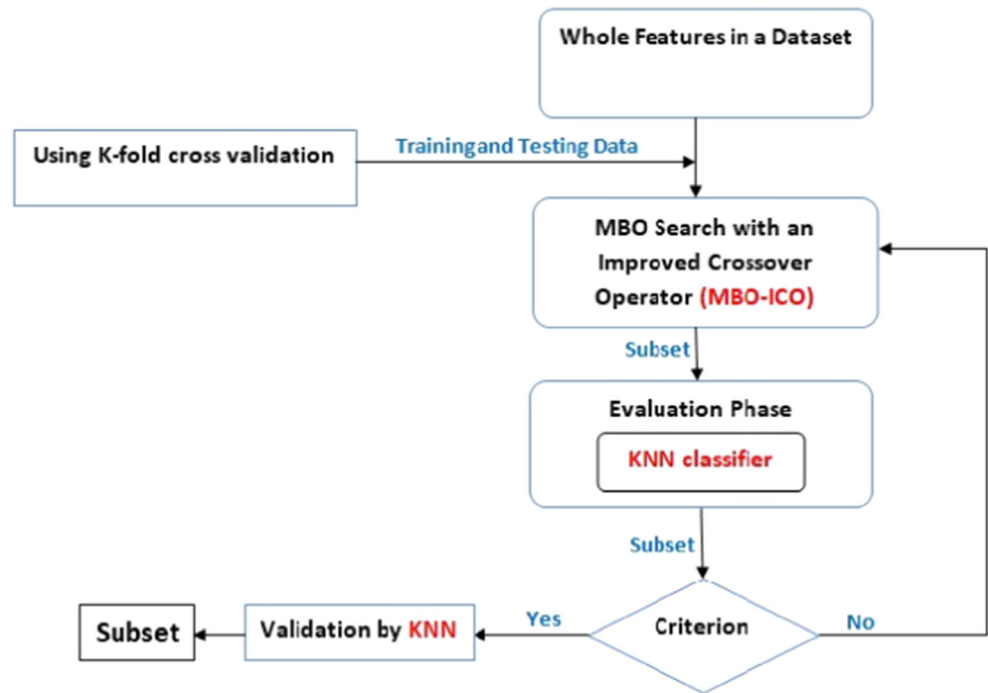 Whole Features in a Dataset
Using K-fold cross validation
Trainingand Testing Data
MBO Search with an
Improved Crossover
Operator (MBO-ICO)
Subset
Evaluation Phase
KNN classifier
Subset
Criterion
Yes
No
Validation by KNN
Subset